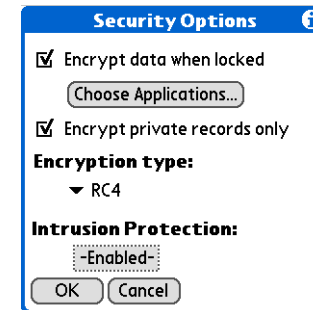 Security Options
Encrypt data when locked
Choose Applications...
Encrypt private records only
Encryption type:
RC4
Intrusion Protection:
-Enabled-
OK Cancel